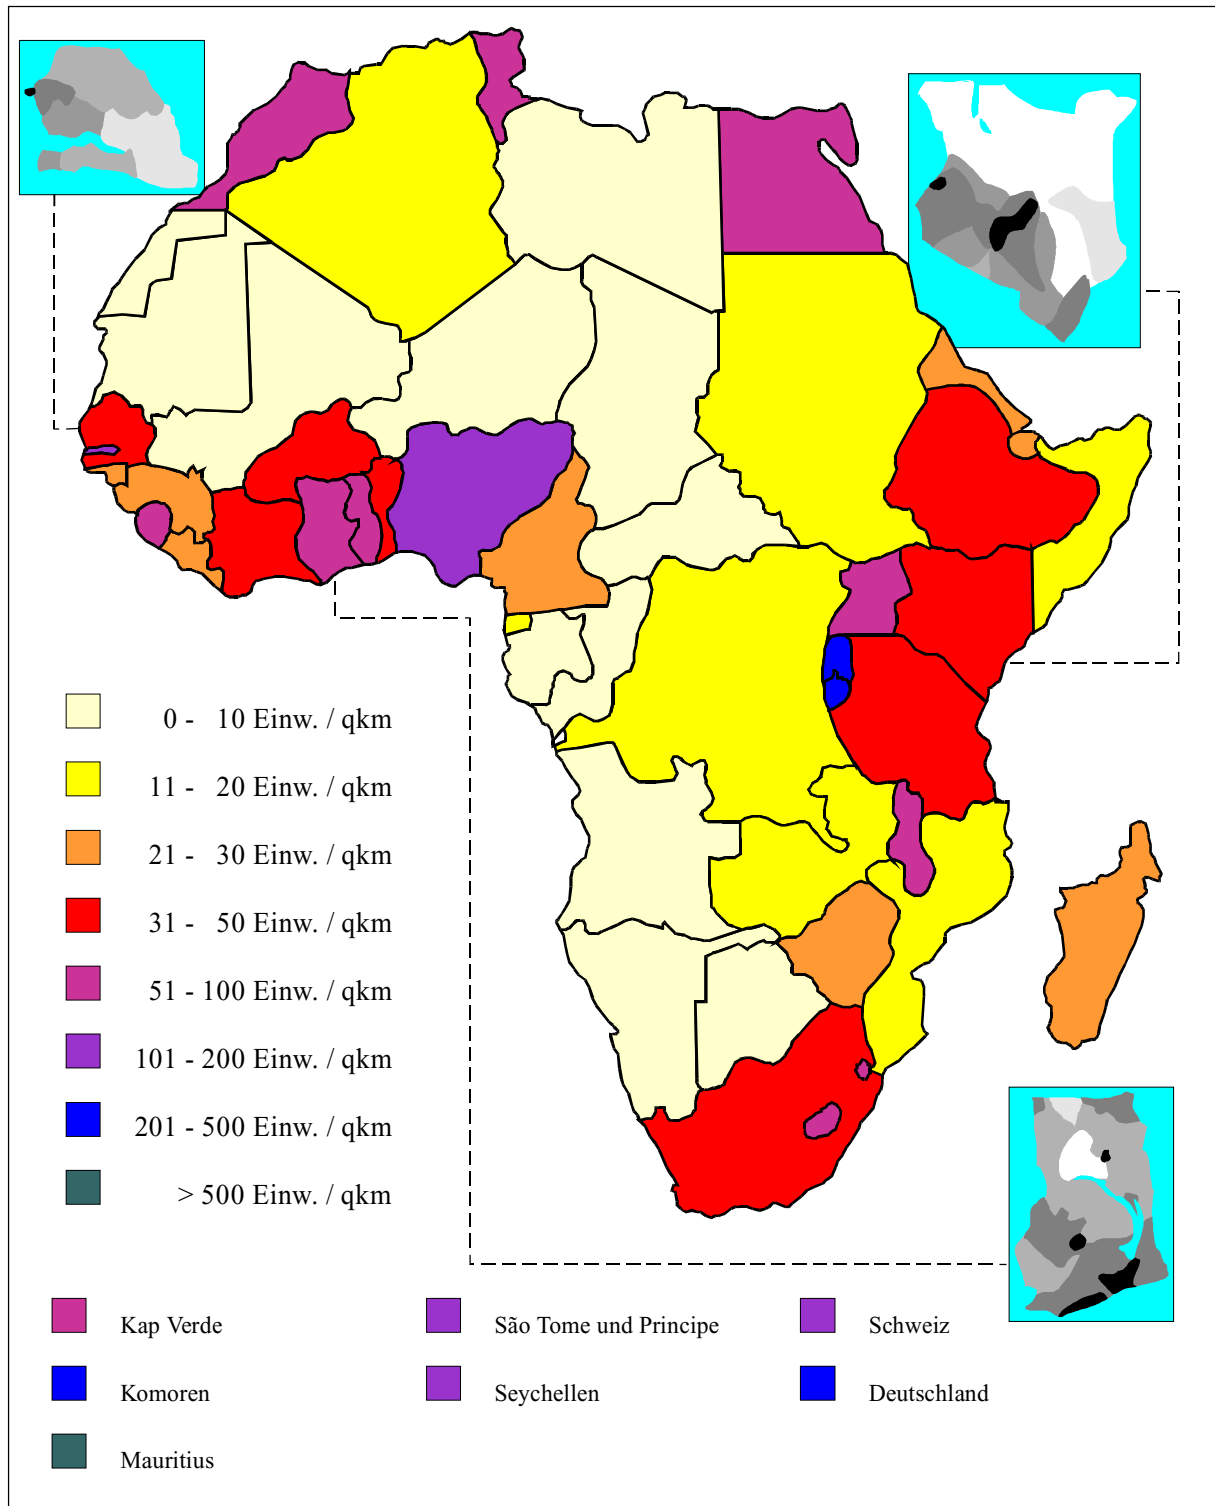 0 - 10 Einw. / qkm
11 - 20 Einw. / qkm
21 - 30 Einw. / qkm
31 - 50 Einw. / qkm
51 - 100 Einw. / qkm
101 - 200 Einw. / qkm
201 - 500 Einw. / qkm
> 500 Einw. / qkm
Kap Verde
São Tome und Principe
Schweiz
Komoren
Seychellen
Deutschland
Mauritius